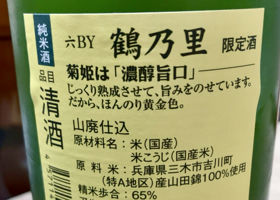 純米酒
六BY 鶴乃里 限定酒
菊姫は「濃醇旨口」
じっくり熟成させて、旨みをのせています。
だから、ほんのり黄金色。
品目
清酒
山廃仕込
原材料名：米（国産）
米こうじ（国産米）
原料米：兵庫県三木市吉川町
（特A地区）産山田錦100%使用
精米歩合：65%